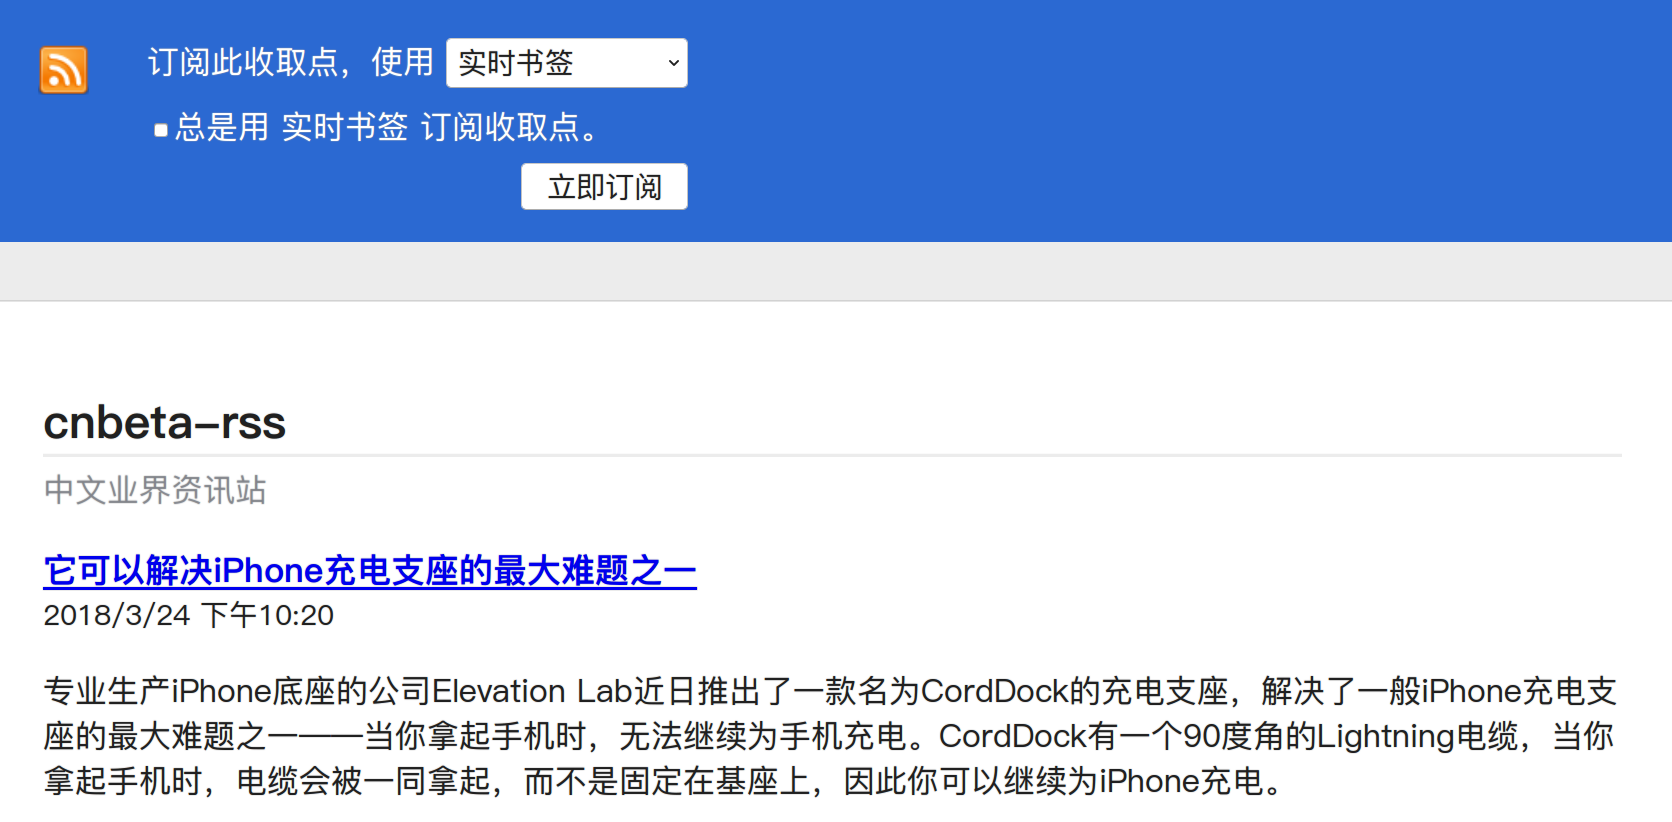 订阅此收取点，使用 实时书签
总是用 实时书签 订阅收取点。
立即订阅
cnbeta-rss
中文业界资讯站
它可以解决iPhone充电支座的最大难题之一
2018/3/24 下午10:20
专业生产iPhone底座的公司Elevation Lab近日推出了一款名为CordDock的充电支座，解决了一般iPhone充电支
座的最大难题之一——当你拿起手机时，无法继续为手机充电。CordDock有一个90度角的Lightning电缆，当你
拿起手机时，电缆会被一同拿起，而不是固定在基座上，因此你可以继续为iPhone充电。